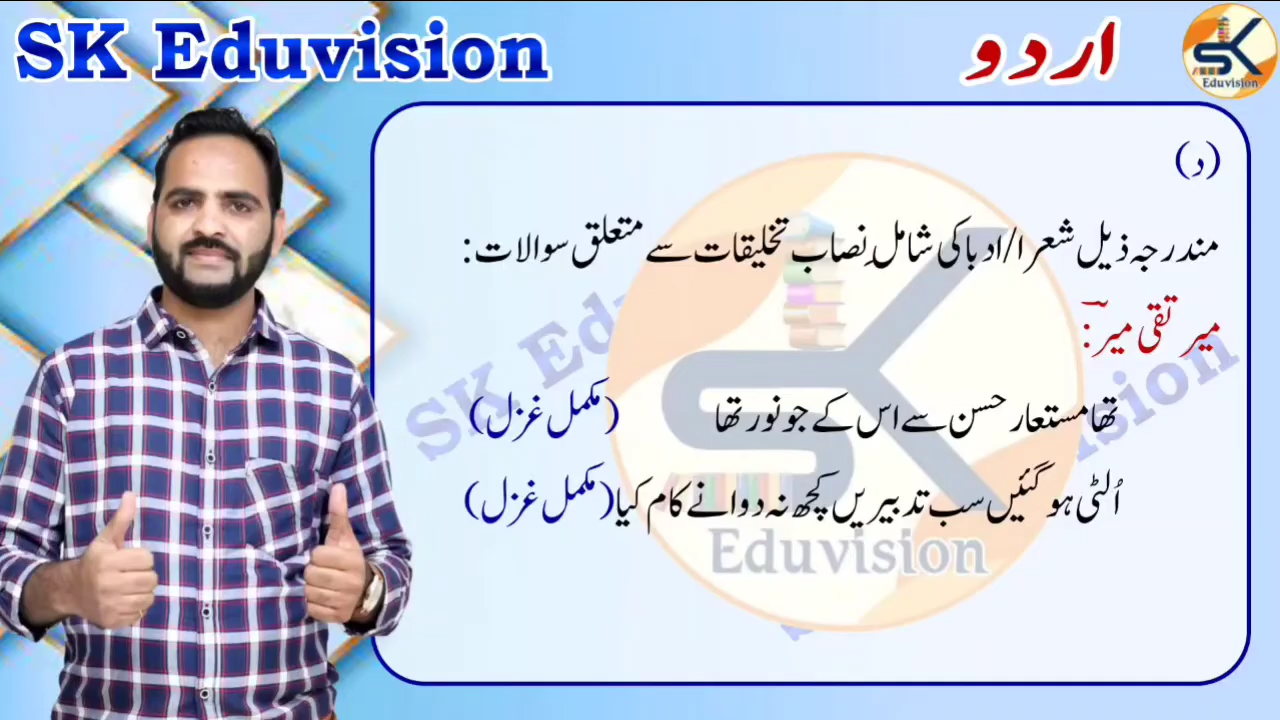 SK Eduvision
اردو
SK
Eduvision
(د)
مندرجہ ذیل شعرا/ادبا کی شاملِ نصاب تخلیقات سے متعلق سوالات:
میر تقی میرؔ:
تھا مستعار حسن سے اس کے جو نور تھا (مکمل غزل)
اُلٹی ہو گئیں سب تدبیریں کچھ نہ دوا نے کام کیا (مکمل غزل)
Eduvision